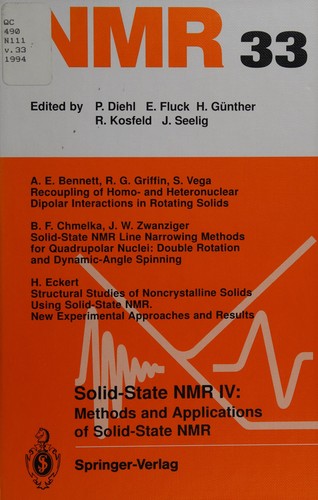 QC
490
N111
v.33
1994
NMR 33
Edited by P. Diehl E. Fluck H. Günther
R. Kosfeld J. Seelig
A. E. Bennett, R. G. Griffin, S. Vega
Recoupling of Homo- and Heteronuclear
Dipolar Interactions in Rotating Solids
B. F. Chmelka, J. W. Zwanziger
Solid-State NMR Line Narrowing Methods
for Quadrupolar Nuclei: Double Rotation
and Dynamic-Angle Spinning
H. Eckert
Structural Studies of Noncrystalline Solids
Using Solid-State NMR.
New Experimental Approaches and Results
Solid-State NMR IV:
Methods and Applications
of Solid-State NMR
Springer-Verlag